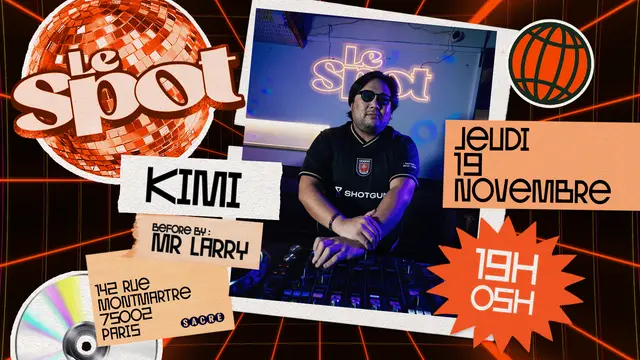 Le
Spot
Le
Spot
SHOTGUN
KIMI
BEFORE BY :
MR LARRY
142 RUE
MONTMARTRE
75002
PARIS
SACRE
JEUDI
19
NOVEMBRE
19H
05H